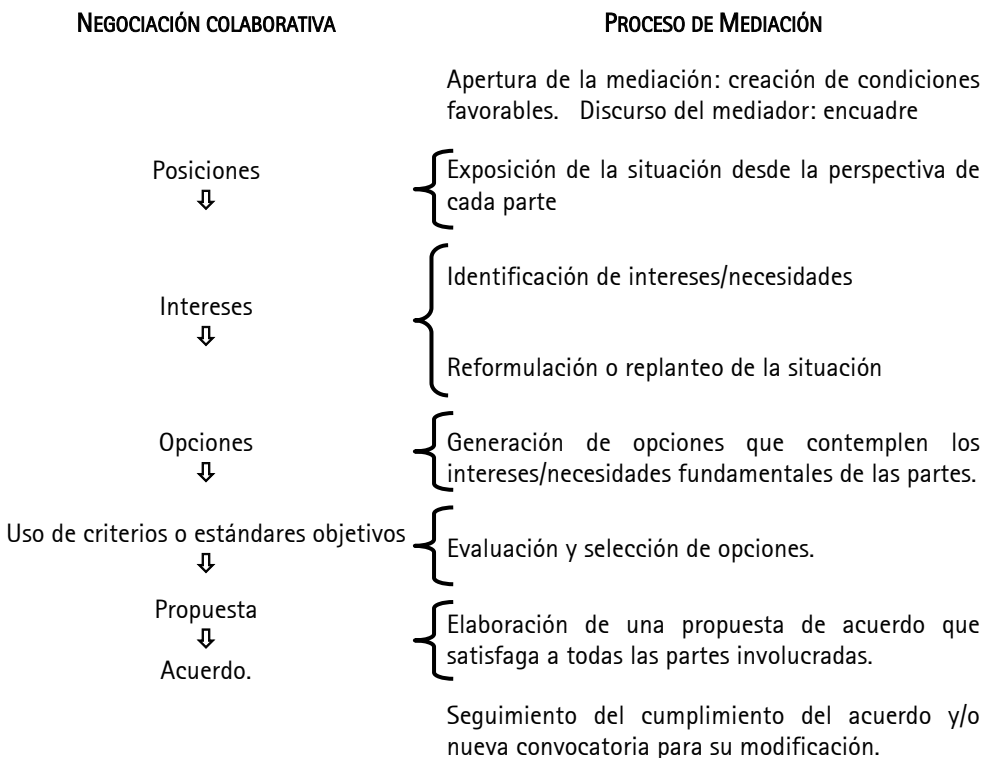 NEGOCIACIÓN COLABORATIVA
PROCESO DE MEDIACIÓN
Apertura de la mediación: creación de condiciones
favorables. Discurso del mediador: encuadre
Posiciones
Exposición de la situación desde la perspectiva de
cada parte
Intereses
Identificación de intereses/necesidades
Reformulación o replanteo de la situación
Opciones
Generación de opciones que contemplen los
intereses/necesidades fundamentales de las partes.
Uso de criterios o estándares objetivos
Evaluación y selección de opciones.
Propuesta
Acuerdo.
Elaboración de una propuesta de acuerdo que
satisfaga a todas las partes involucradas.
Seguimiento del cumplimiento del acuerdo y/o
nueva convocatoria para su modificación.